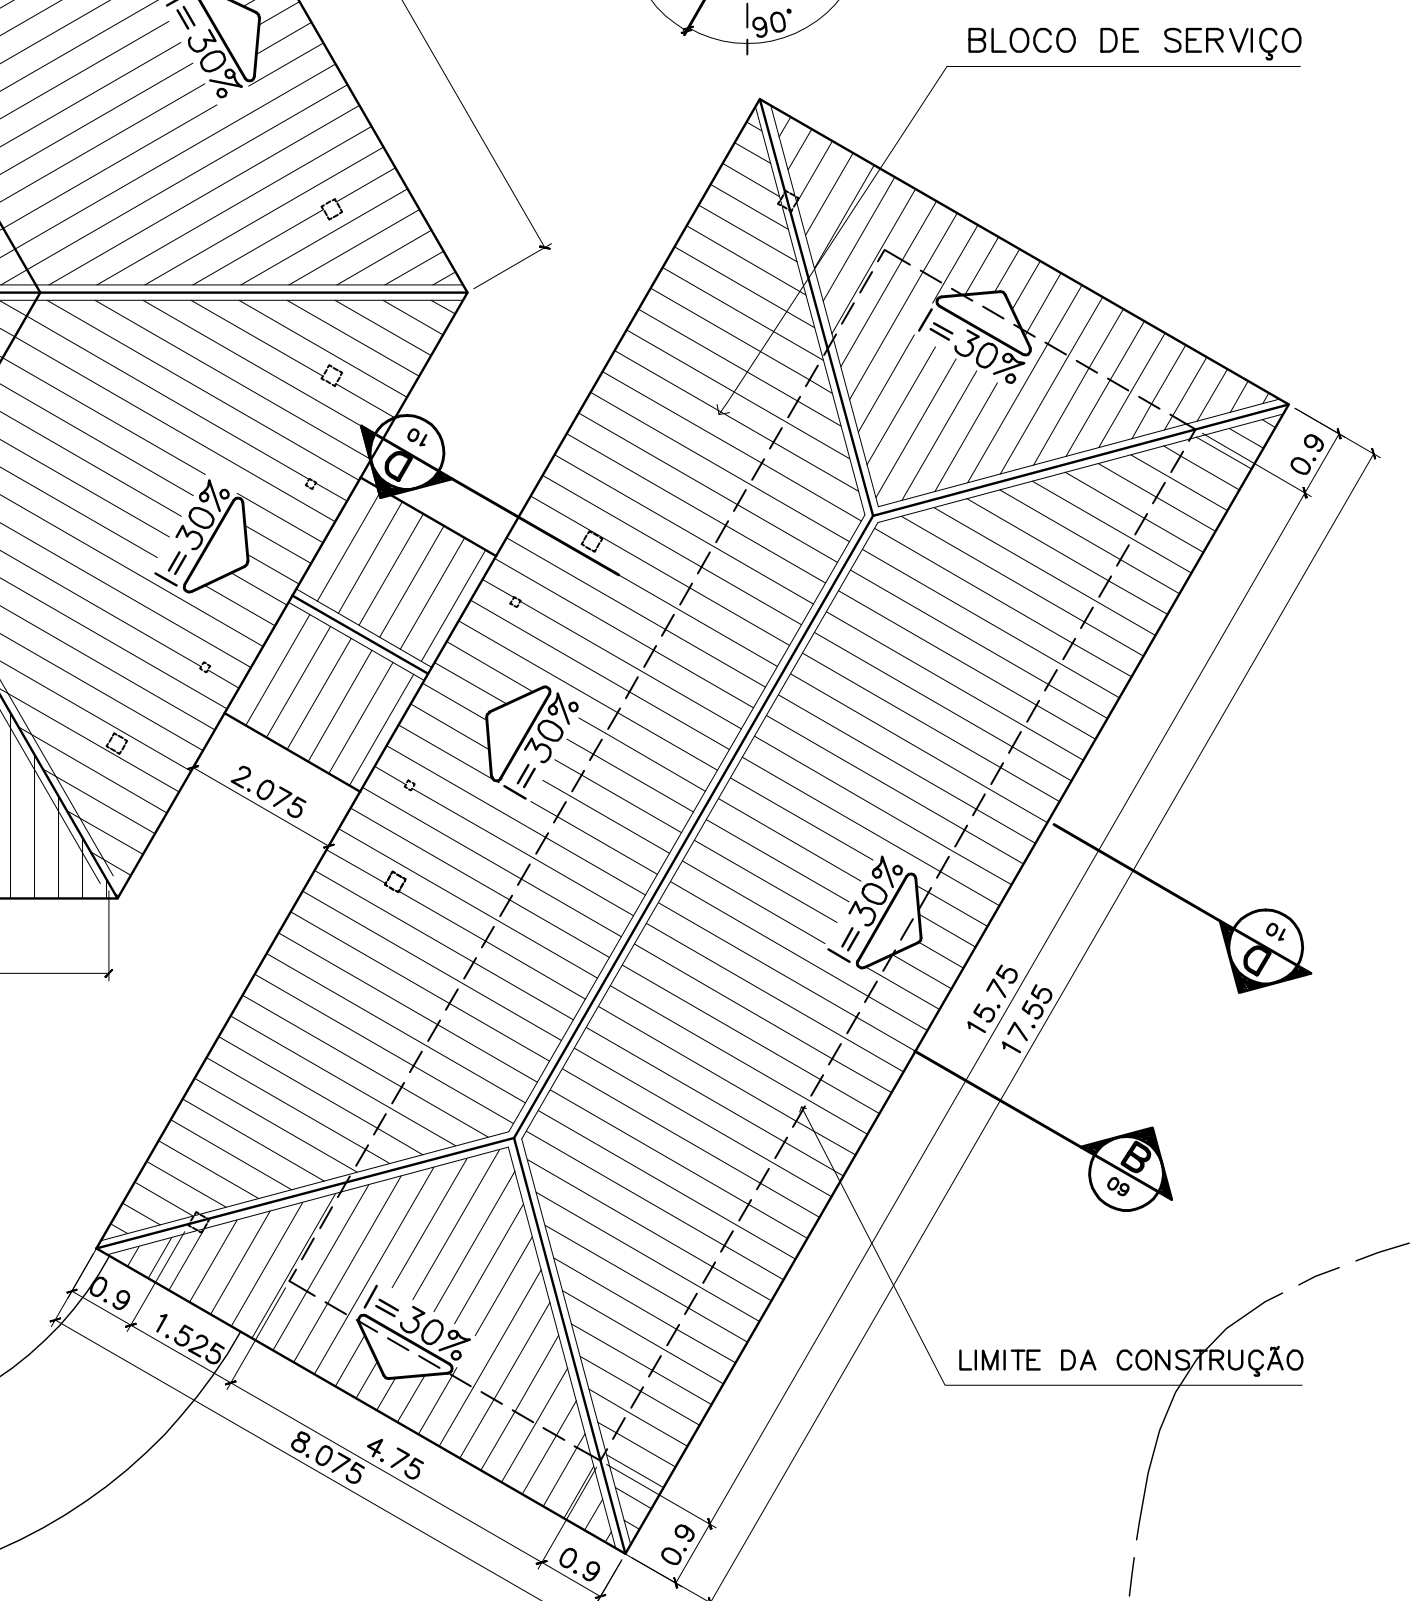 I=30%
90°
BLOCO DE SERVIÇO
I=30%
0.9
10
D
I=30%
I=30%
2.075
I=30%
10
D
15.75
17.55
B
09
0.9
1.525
4.75
8.075
I=30%
LIMITE DA CONSTRUÇÃO
0.9
0.9